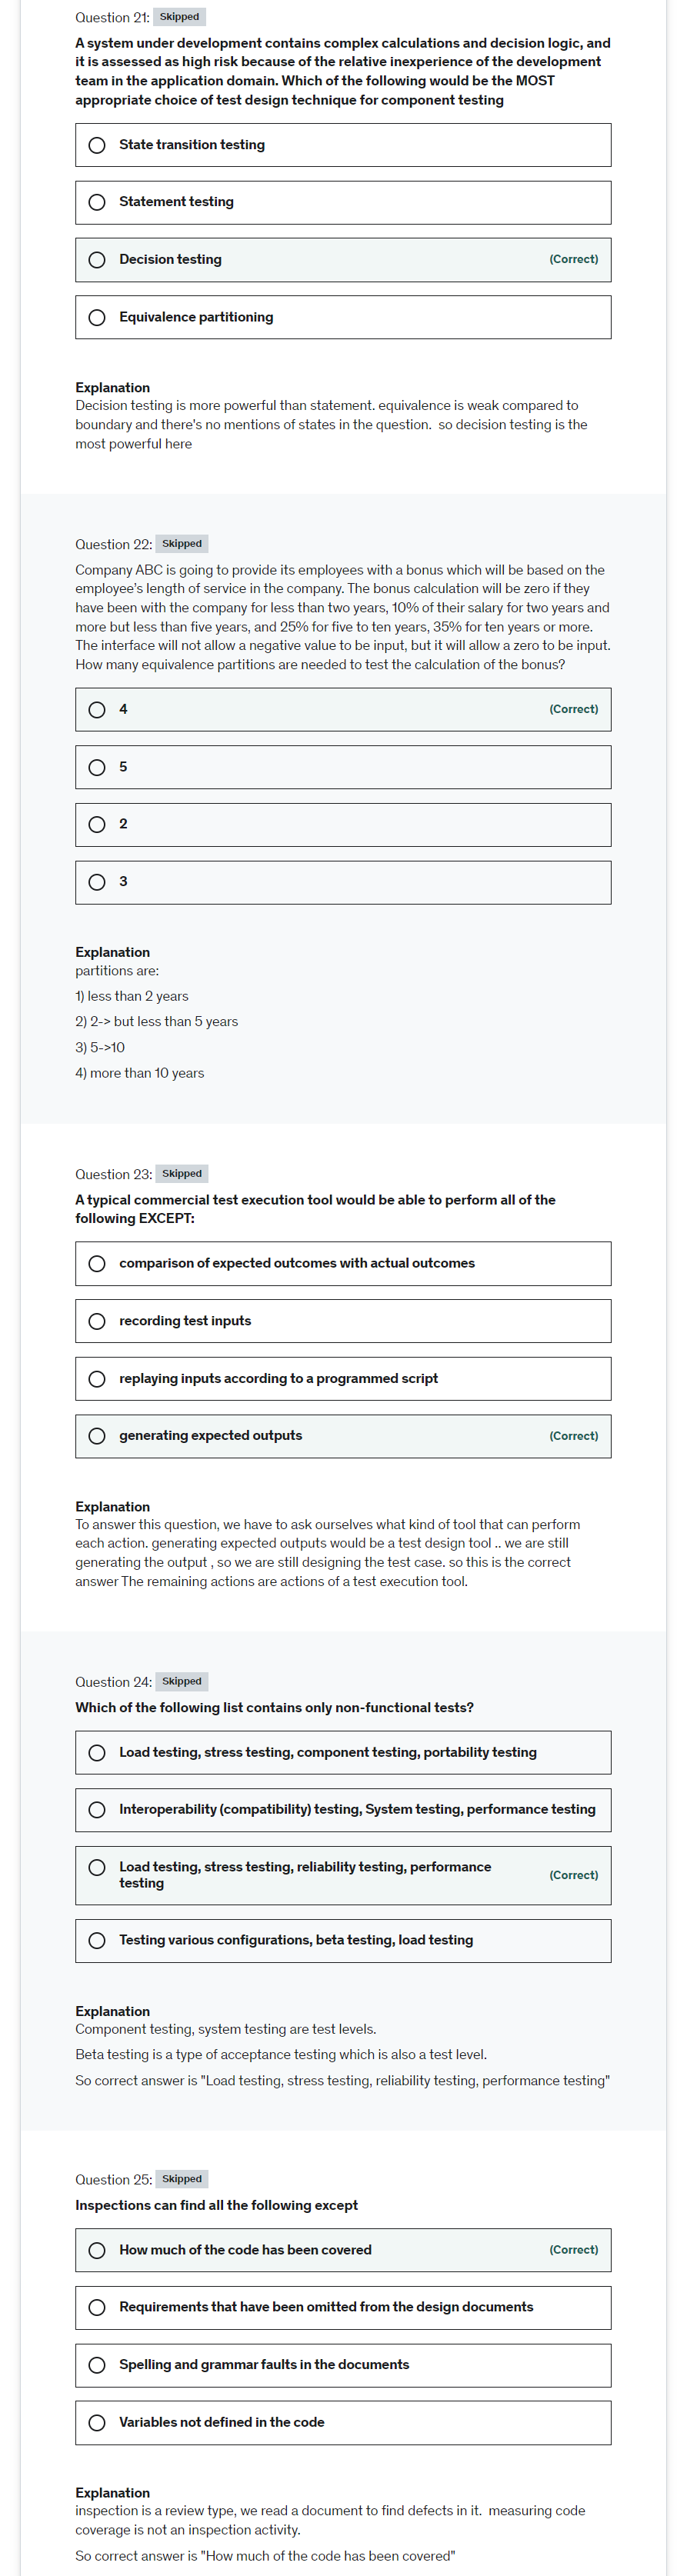 Question 21: Skipped
A system under development contains complex calculations and decision logic, and
it is assessed as high risk because of the relative inexperience of the development
team in the application domain. Which of the following would be the MOST
appropriate choice of test design technique for component testing
State transition testing
Statement testing
Decision testing (Correct)
Equivalence partitioning
Explanation
Decision testing is more powerful than statement. equivalence is weak compared to
boundary and there's no mentions of states in the question.  so decision testing is the
most powerful here
Question 22: Skipped
Company ABC is going to provide its employees with a bonus which will be based on the
employee's length of service in the company. The bonus calculation will be zero if they
have been with the company for less than two years, 10% of their salary for two years and
more but less than five years, and 25% for five to ten years, 35% for ten years or more.
The interface will not allow a negative value to be input, but it will allow a zero to be input.
How many equivalence partitions are needed to test the calculation of the bonus?
4 (Correct)
5
2
3
Explanation
partitions are:
1) less than 2 years
2) 2-> but less than 5 years
3) 5->10
4) more than 10 years
Question 23: Skipped
A typical commercial test execution tool would be able to perform all of the
following EXCEPT:
comparison of expected outcomes with actual outcomes
recording test inputs
replaying inputs according to a programmed script
generating expected outputs (Correct)
Explanation
To answer this question, we have to ask ourselves what kind of tool that can perform
each action. generating expected outputs would be a test design tool .. we are still
generating the output , so we are still designing the test case. so this is the correct
answer The remaining actions are actions of a test execution tool.
Question 24: Skipped
Which of the following list contains only non-functional tests?
Load testing, stress testing, component testing, portability testing
Interoperability (compatibility) testing, System testing, performance testing
Load testing, stress testing, reliability testing, performance
testing (Correct)
Testing various configurations, beta testing, load testing
Explanation
Component testing, system testing are test levels.
Beta testing is a type of acceptance testing which is also a test level.
So correct answer is "Load testing, stress testing, reliability testing, performance testing"
Question 25: Skipped
Inspections can find all the following except
How much of the code has been covered (Correct)
Requirements that have been omitted from the design documents
Spelling and grammar faults in the documents
Variables not defined in the code
Explanation
inspection is a review type, we read a document to find defects in it.  measuring code
coverage is not an inspection activity.
So correct answer is "How much of the code has been covered"